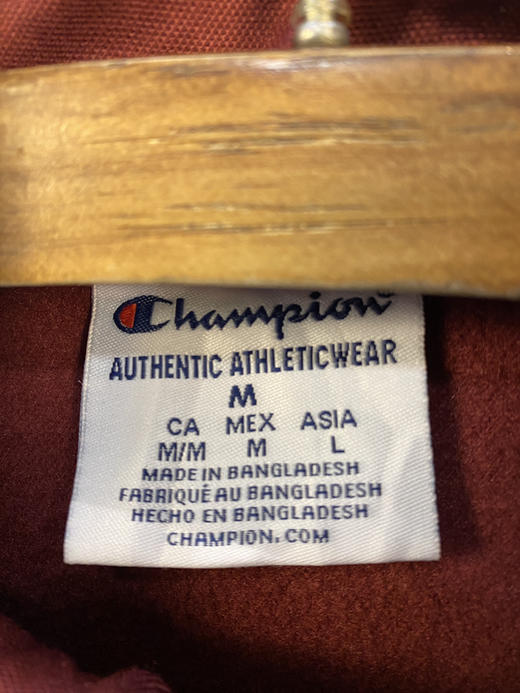 Champion
AUTHENTIC ATHLETICWEAR
M
CA MEX ASIA
M/M M L
MADE IN BANGLADESH
FABRIQUÉ AU BANGLADESH
HECHO EN BANGLADESH
CHAMPION.COM